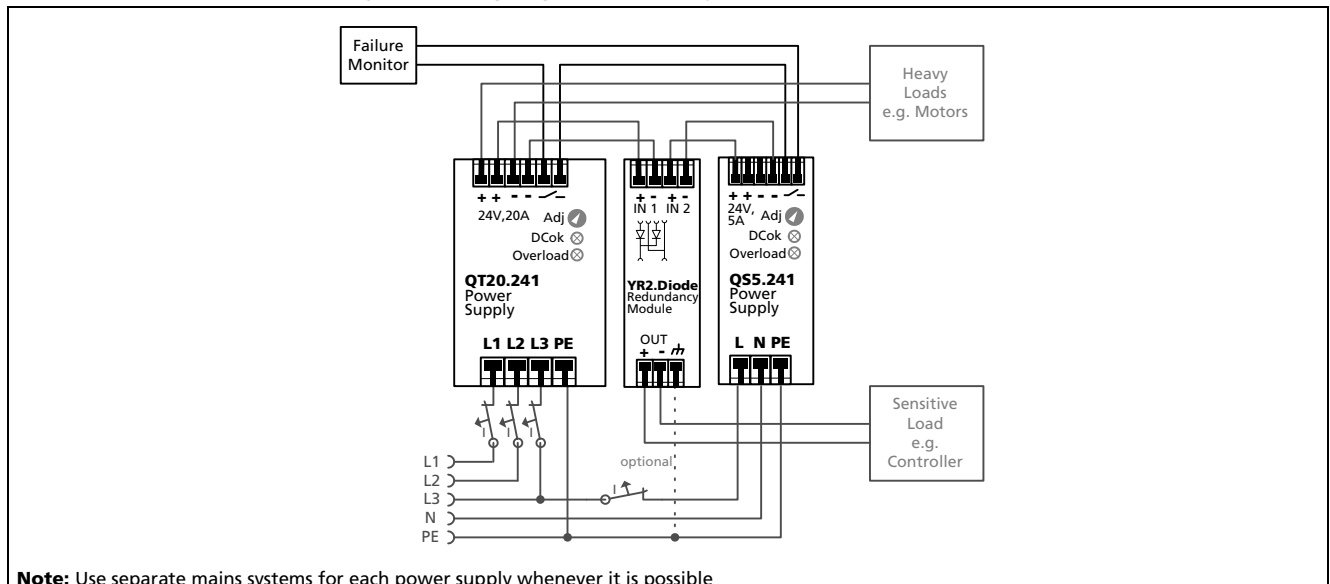 Failure
Monitor
Heavy
Loads
e.g. Motors
+ + - -
24V,20A
Adj
DCok
Overload
QT20.241
Power
Supply
L1 L2 L3 PE
+ - + -
IN 1 IN 2
YR2.Diode
Redundancy
Module
OUT
+ -
+ + - -
24V,
5A
Adj
DCok
Overload
QS5.241
Power
Supply
L N PE
Sensitive
Load
e.g.
Controller
I
I
I
optional
I
L1
L2
L3
N
PE
Note: Use separate mains systems for each power supply whenever it is possible